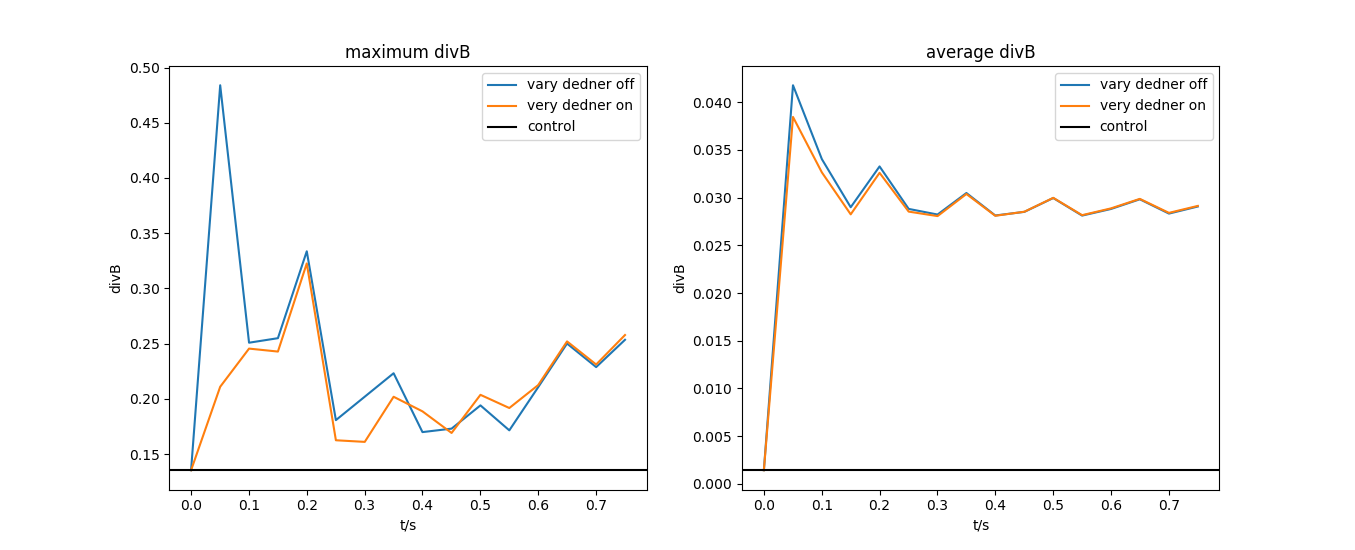 maximum divB
0.50
0.45
0.40
0.35
0.30
0.25
0.20
0.15
divB
vary dedner off
very dedner on
control
0.0 0.1 0.2 0.3 0.4 0.5 0.6 0.7
t/s
average divB
0.040
0.035
0.030
0.025
0.020
0.015
0.010
0.005
0.000
divB
vary dedner off
very dedner on
control
0.0 0.1 0.2 0.3 0.4 0.5 0.6 0.7
t/s